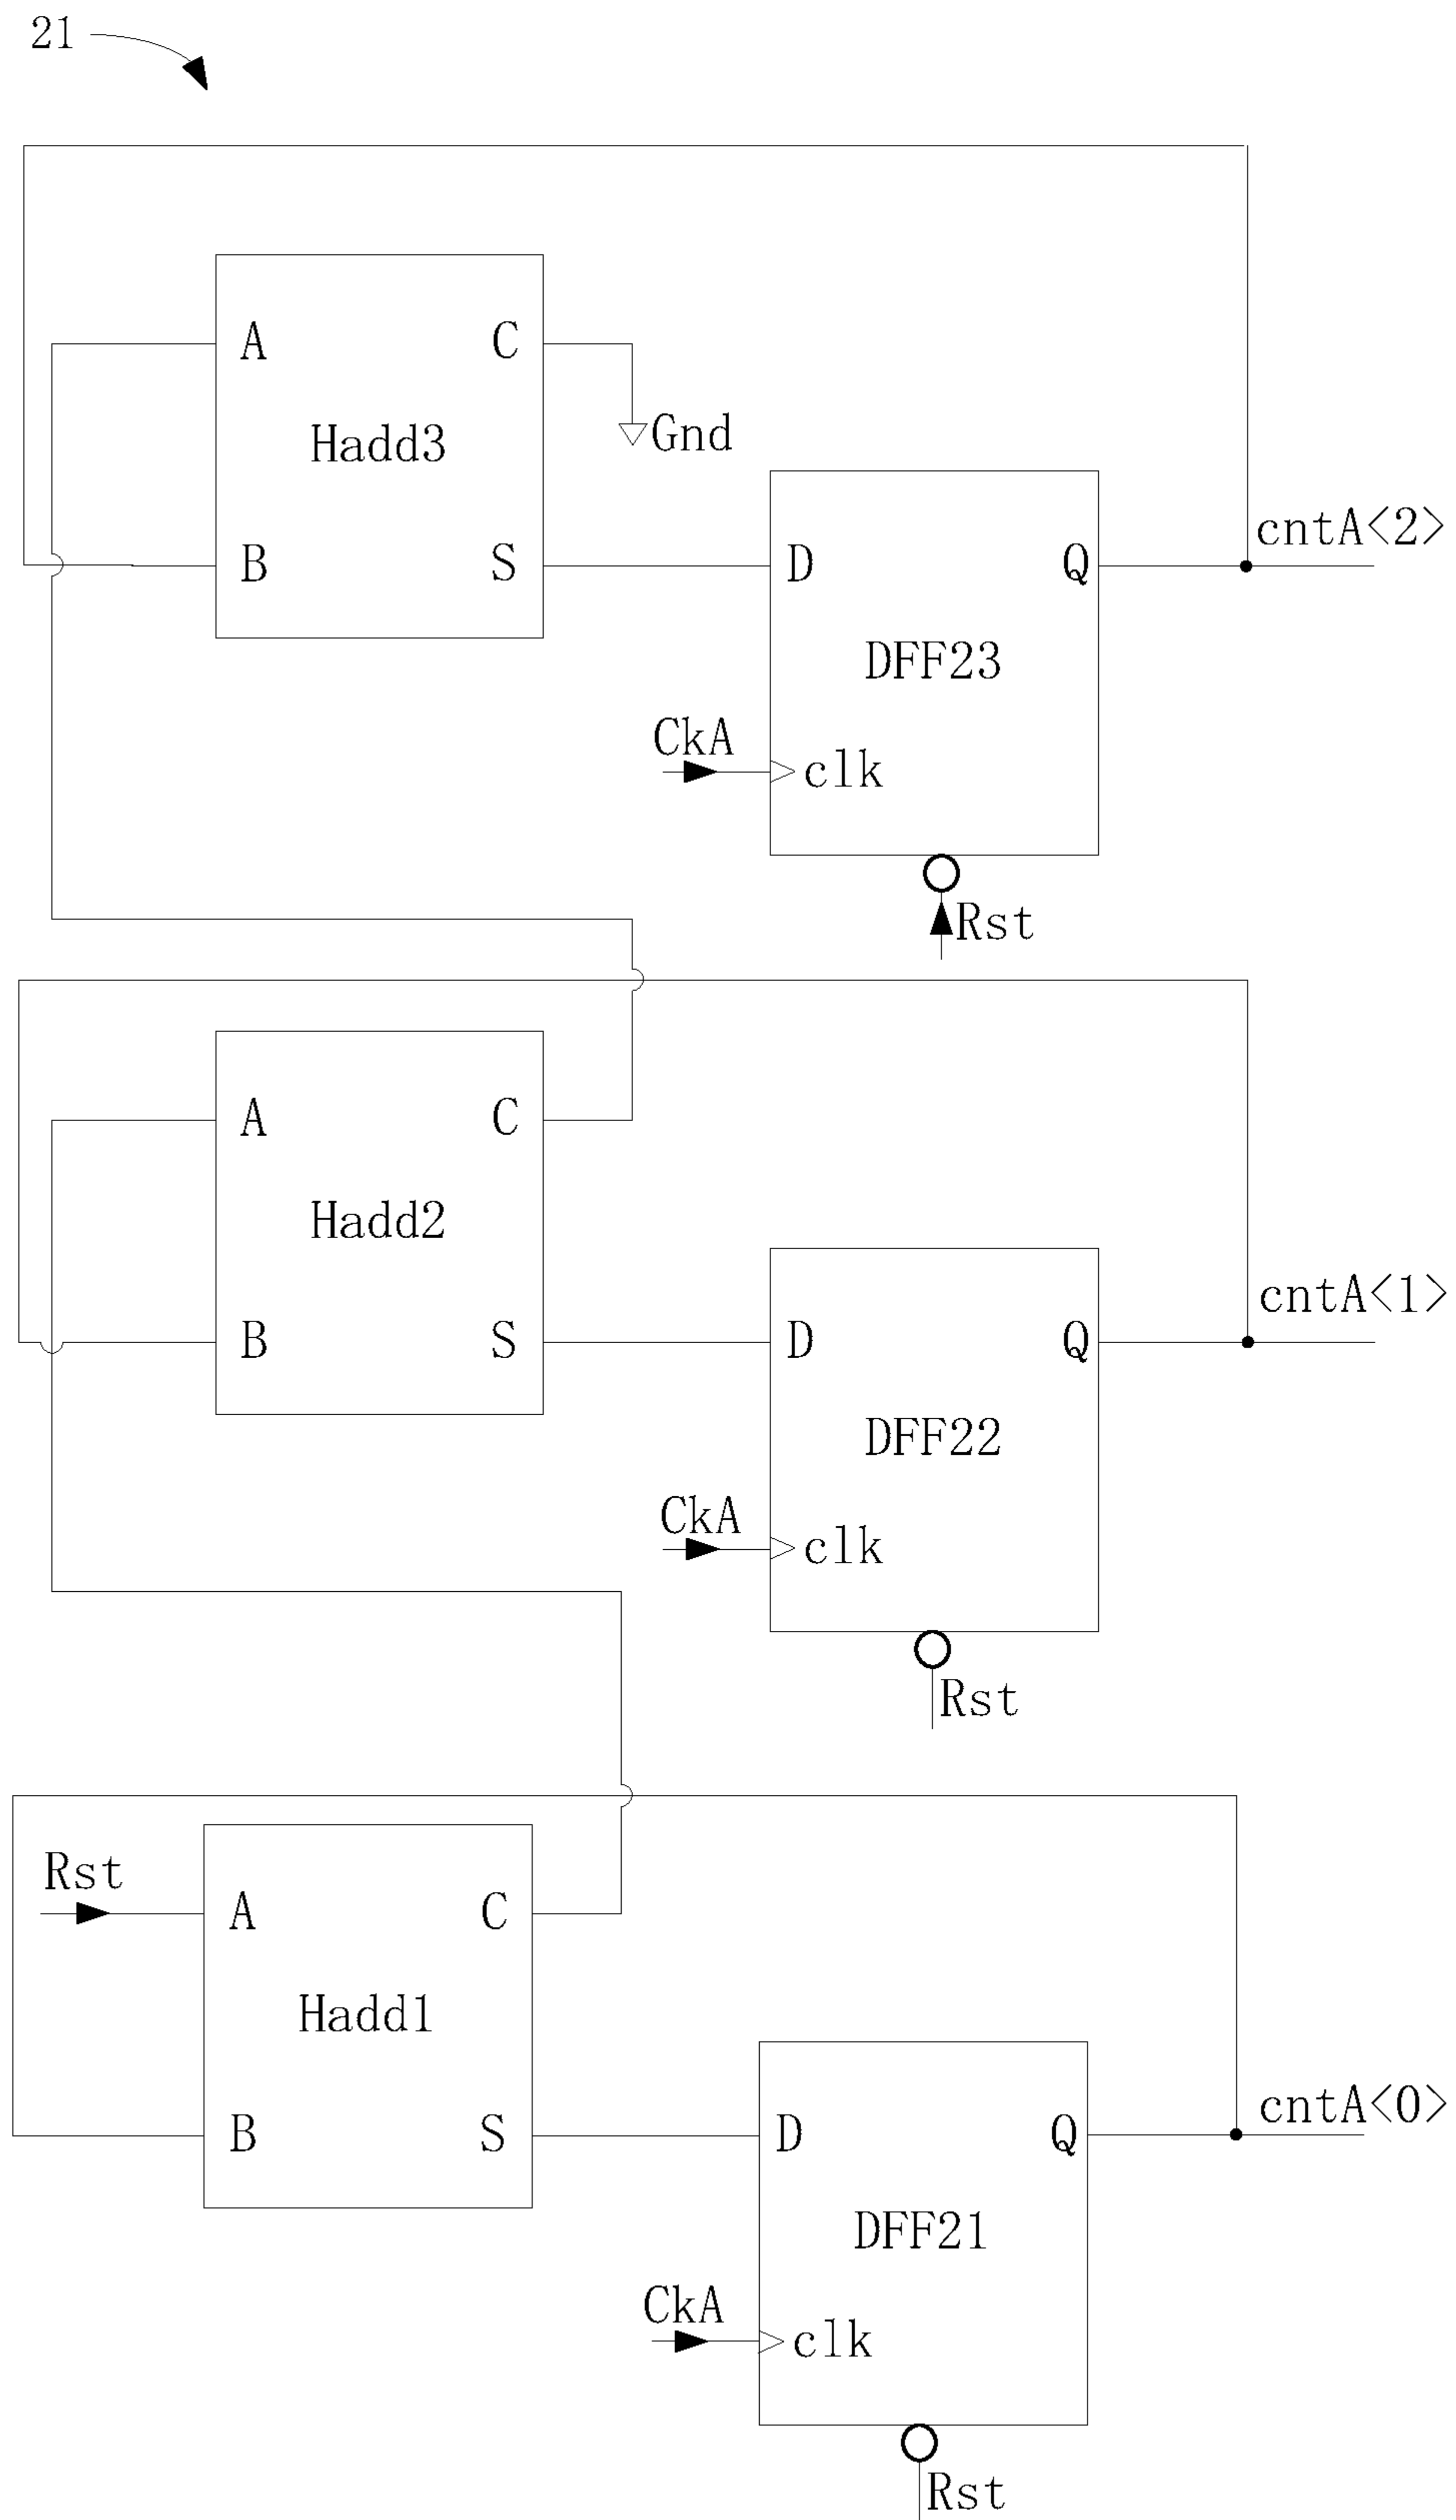 21
A C
Hadd3
Gnd
B S
D Q
cntA<2>
DFF23
CkA
clk
Rst
A C
Hadd2
B S
D Q
cntA<1>
DFF22
CkA
clk
Rst
Rst
A C
Hadd1
B S
D Q
cntA<0>
DFF21
CkA
clk
Rst